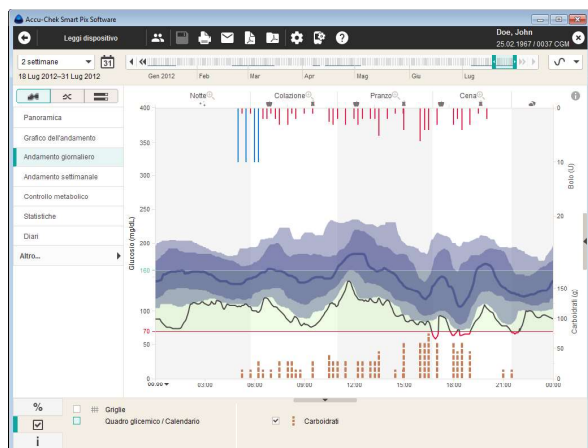 Accu-Chek Smart Pix Software
Leggi dispositivo
Doe, John
25.02.1967 / 0037 CGM
2 settimane
31
18 Lug 2012–31 Lug 2012
Gen 2012 Feb Mar Apr Mag Giu Lug
Panoramica
Grafico dell'andamento
Andamento giornaliero
Andamento settimanale
Controllo metabolico
Statistiche
Diari
Altro...
Notte Colazione Pranzo Cena
Glucosio (mg/dL)
400
350
300
250
200
160
100
70
50
0
Bolo (U)
0
10
20
Carboidrati (g)
150
100
50
0
00:00 03:00 06:00 09:00 12:00 15:00 18:00 21:00 00:00
%
i
Griglie
Quadro glicemico / Calendario
Carboidrati